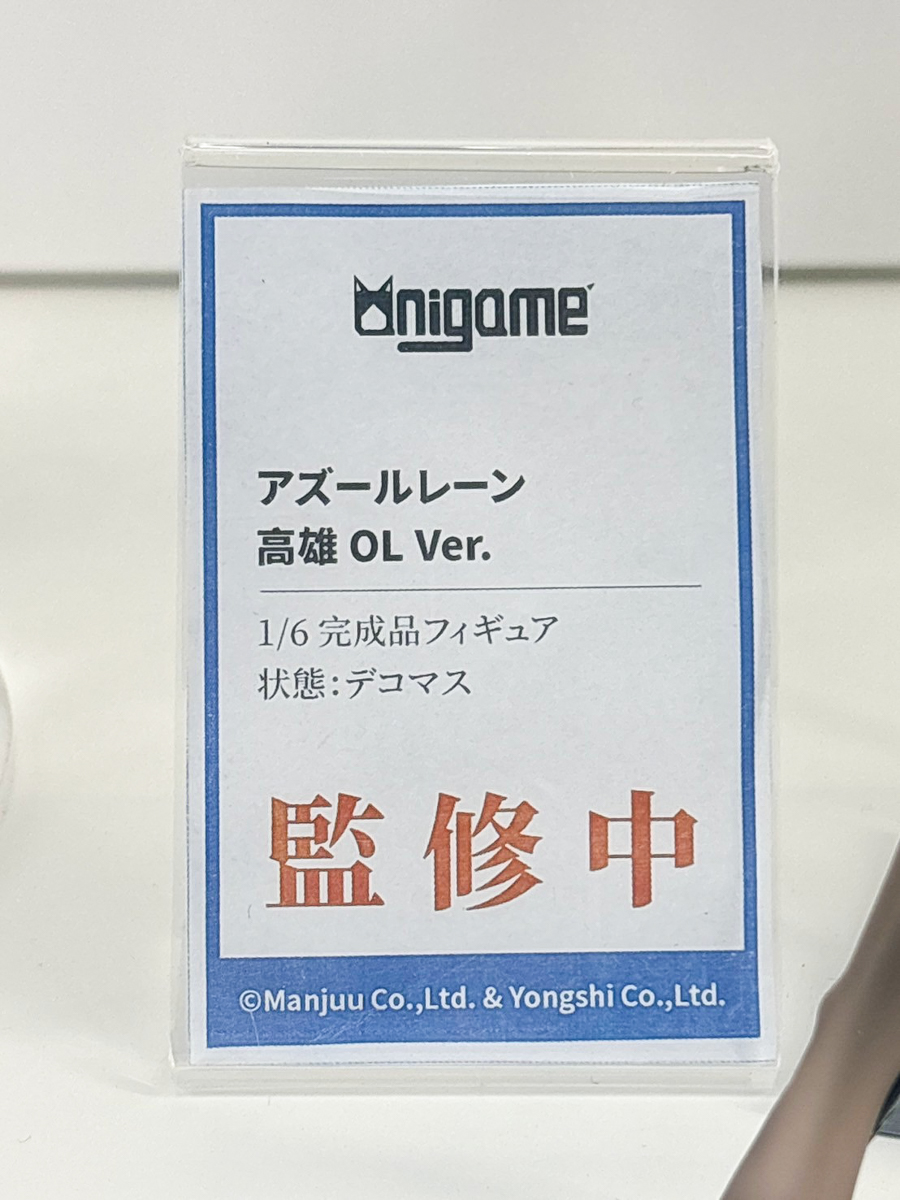 Unigame
アズールレーン
高雄 OL Ver.
1/6 完成品フィギュア
状態：デコマス
監修中
©Manjuu Co.,Ltd. & Yongshi Co.,Ltd.